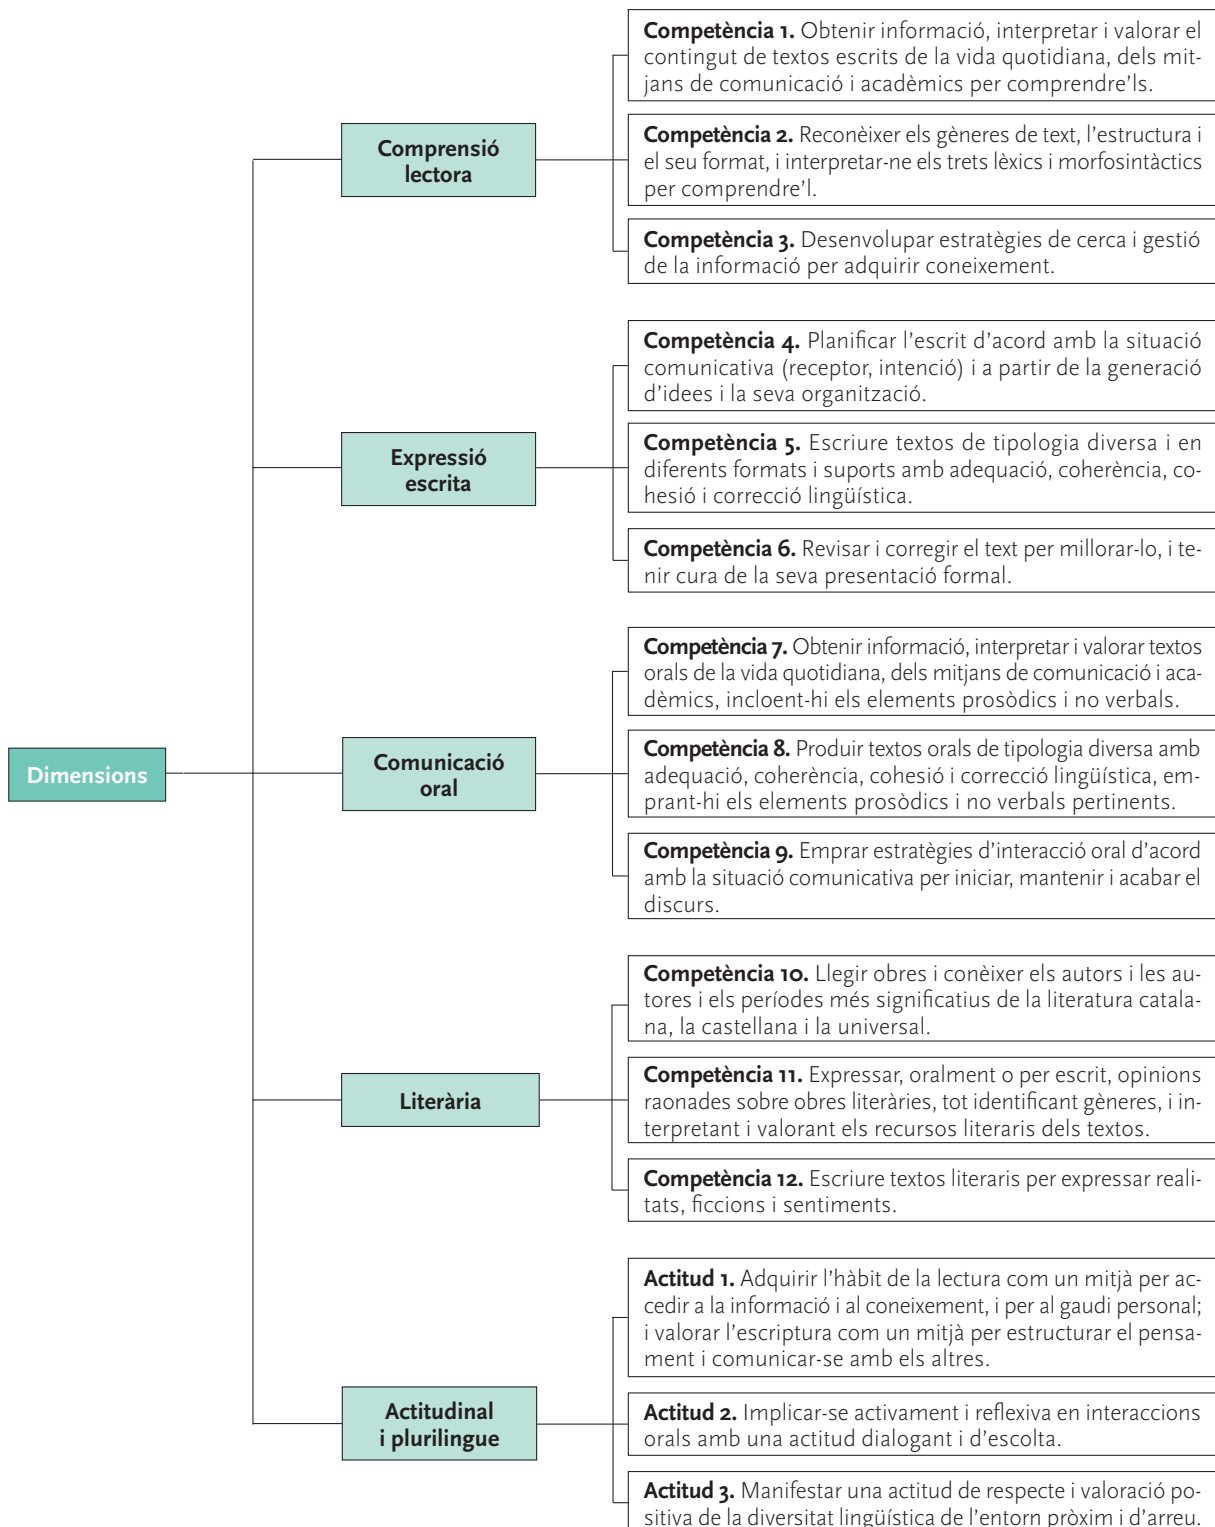 Competència 1. Obtenir informació, interpretar i valorar el
contingut de textos escrits de la vida quotidiana, dels mit-
jans de comunicació i acadèmics per comprendre’ls.
Comprensió
lectora
Competència 2. Reconèixer els gèneres de text, l’estructura i
el seu format, i interpretar-ne els trets lèxics i morfosintàctics
per comprendre’l.
Competència 3. Desenvolupar estratègies de cerca i gestió
de la informació per adquirir coneixement.
Competència 4. Planificar l’escrit d’acord amb la situació
comunicativa (receptor, intenció) i a partir de la generació
d’idees i la seva organització.
Expressió
escrita
Competència 5. Escriure textos de tipologia diversa i en
diferents formats i suports amb adequació, coherència, co-
hesió i correcció lingüística.
Competència 6. Revisar i corregir el text per millorar-lo, i te-
nir cura de la seva presentació formal.
Competència 7. Obtenir informació, interpretar i valorar textos
orals de la vida quotidiana, dels mitjans de comunicació i aca-
dèmics, incloent-hi els elements prosòdics i no verbals.
Dimensions
Comunicació
oral
Competència 8. Produir textos orals de tipologia diversa amb
adequació, coherència, cohesió i correcció lingüística, em-
prant-hi els elements prosòdics i no verbals pertinents.
Competència 9. Emprar estratègies d’interacció oral d’acord
amb la situació comunicativa per iniciar, mantenir i acabar el
discurs.
Competència 10. Llegir obres i conèixer els autors i les au-
tores i els períodes més significatius de la literatura catala-
na, la castellana i la universal.
Literària
Competència 11. Expressar, oralment o per escrit, opinions
raonades sobre obres literàries, tot identificant gèneres, i in-
terpretant i valorant els recursos literaris dels textos.
Competència 12. Escriure textos literaris per expressar reali-
tats, ficcions i sentiments.
Actitud 1. Adquirir l’hàbit de la lectura com un mitjà per ac-
cedir a la informació i al coneixement, i per al gaudi personal;
i valorar l’escriptura com un mitjà per estructurar el pensa-
ment i comunicar-se amb els altres.
Actitudinal
i plurilingue
Actitud 2. Implicar-se activament i reflexiva en interaccions
orals amb una actitud dialogant i d’escolta.
Actitud 3. Manifestar una actitud de respecte i valoració po-
sitiva de la diversitat lingüística de l’entorn pròxim i d’arreu.